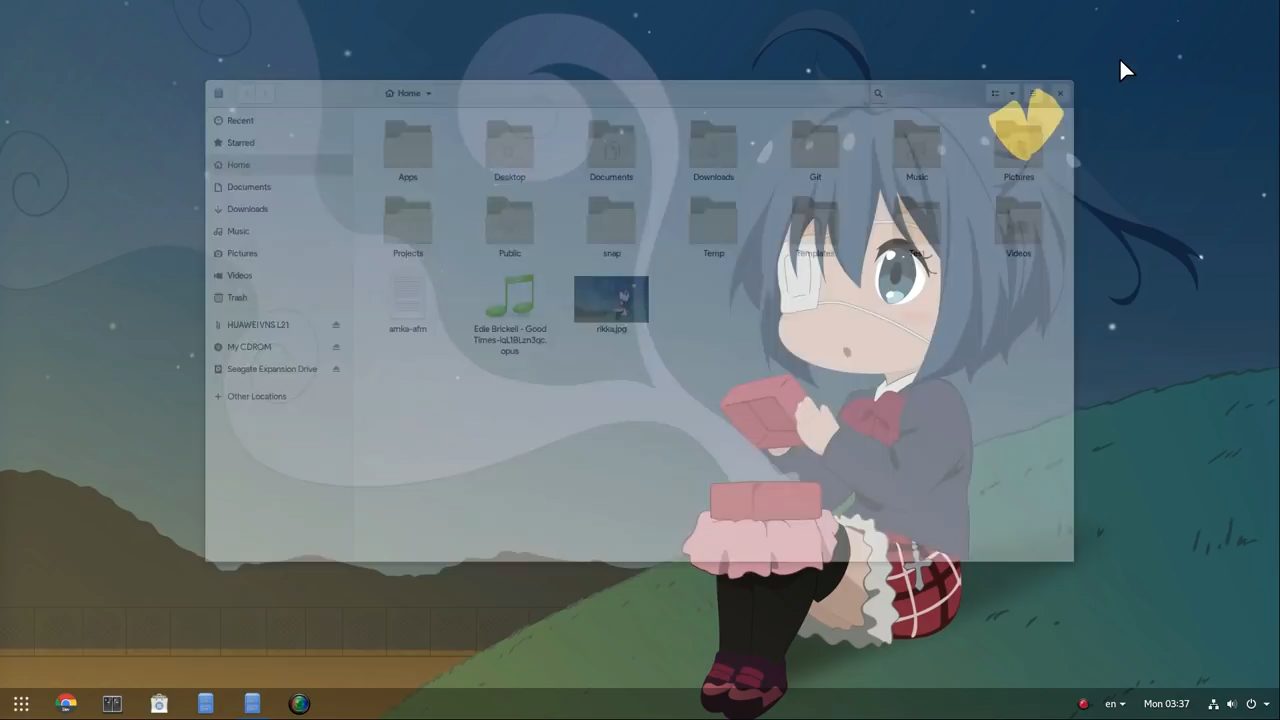 Home
Recent
Starred
Home
Documents
Downloads
Music
Pictures
Videos
Trash
HUAWEI VNS L21
My CDROM
Seagate Expansion Drive
+ Other Locations
Apps
Desktop
Documents
Downloads
Git
Music
Pictures
Projects
Public
snap
Temp
Templates
Test
Videos
amka-afm
Edie Brickell - Good
Times-iqL1BLzn3qc.
opus
rikka.jpg
en
Mon 03:37